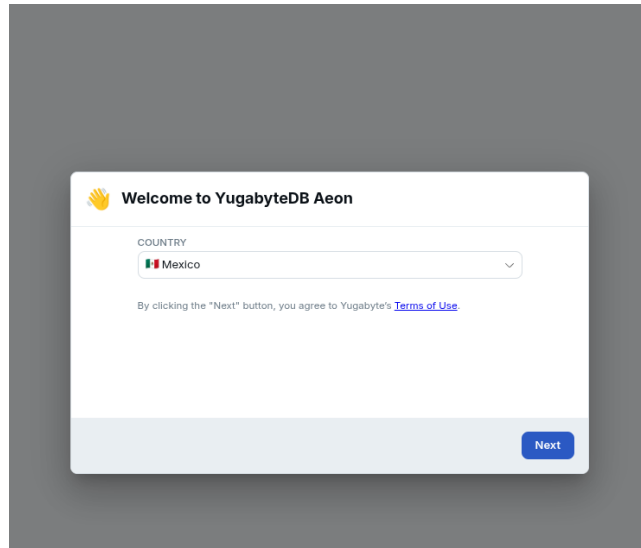 Welcome to YugabyteDB Aeon
COUNTRY
Mexico
By clicking the "Next" button, you agree to Yugabyte's Terms of Use.
Next